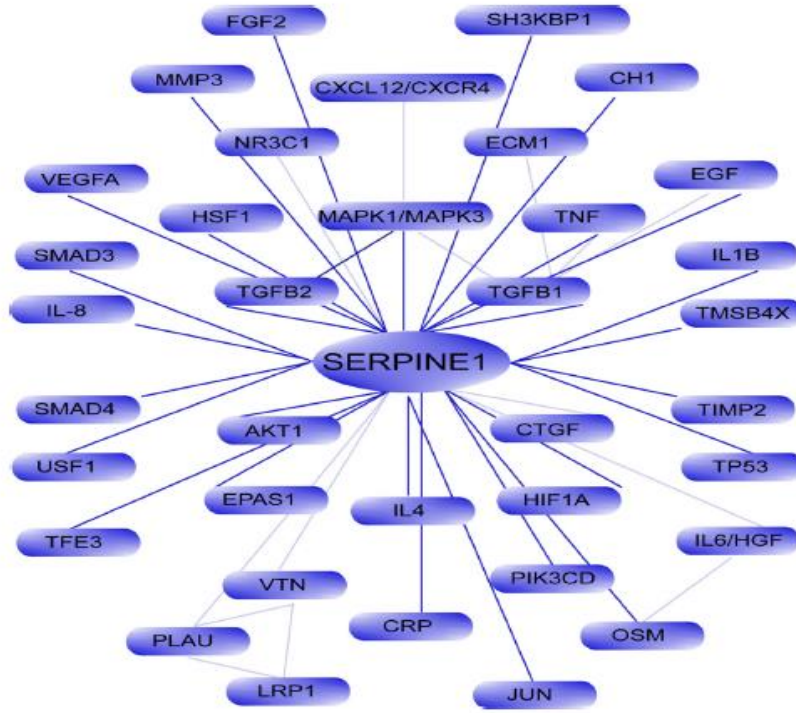 FGF2
SH3KBP1
MMP3
CXCL12/CXCR4
CH1
NR3C1
ECM1
VEGFA
EGF
HSF1
MAPK1/MAPK3
TNF
SMAD3
IL1B
TGFB2
TGFB1
IL-8
TMSB4X
SERPINE1
SMAD4
TIMP2
AKT1
CTGF
USF1
TP53
EPAS1
IL4
HIF1A
TFE3
IL6/HGF
VTN
PIK3CD
PLAU
CRP
OSM
LRP1
JUN